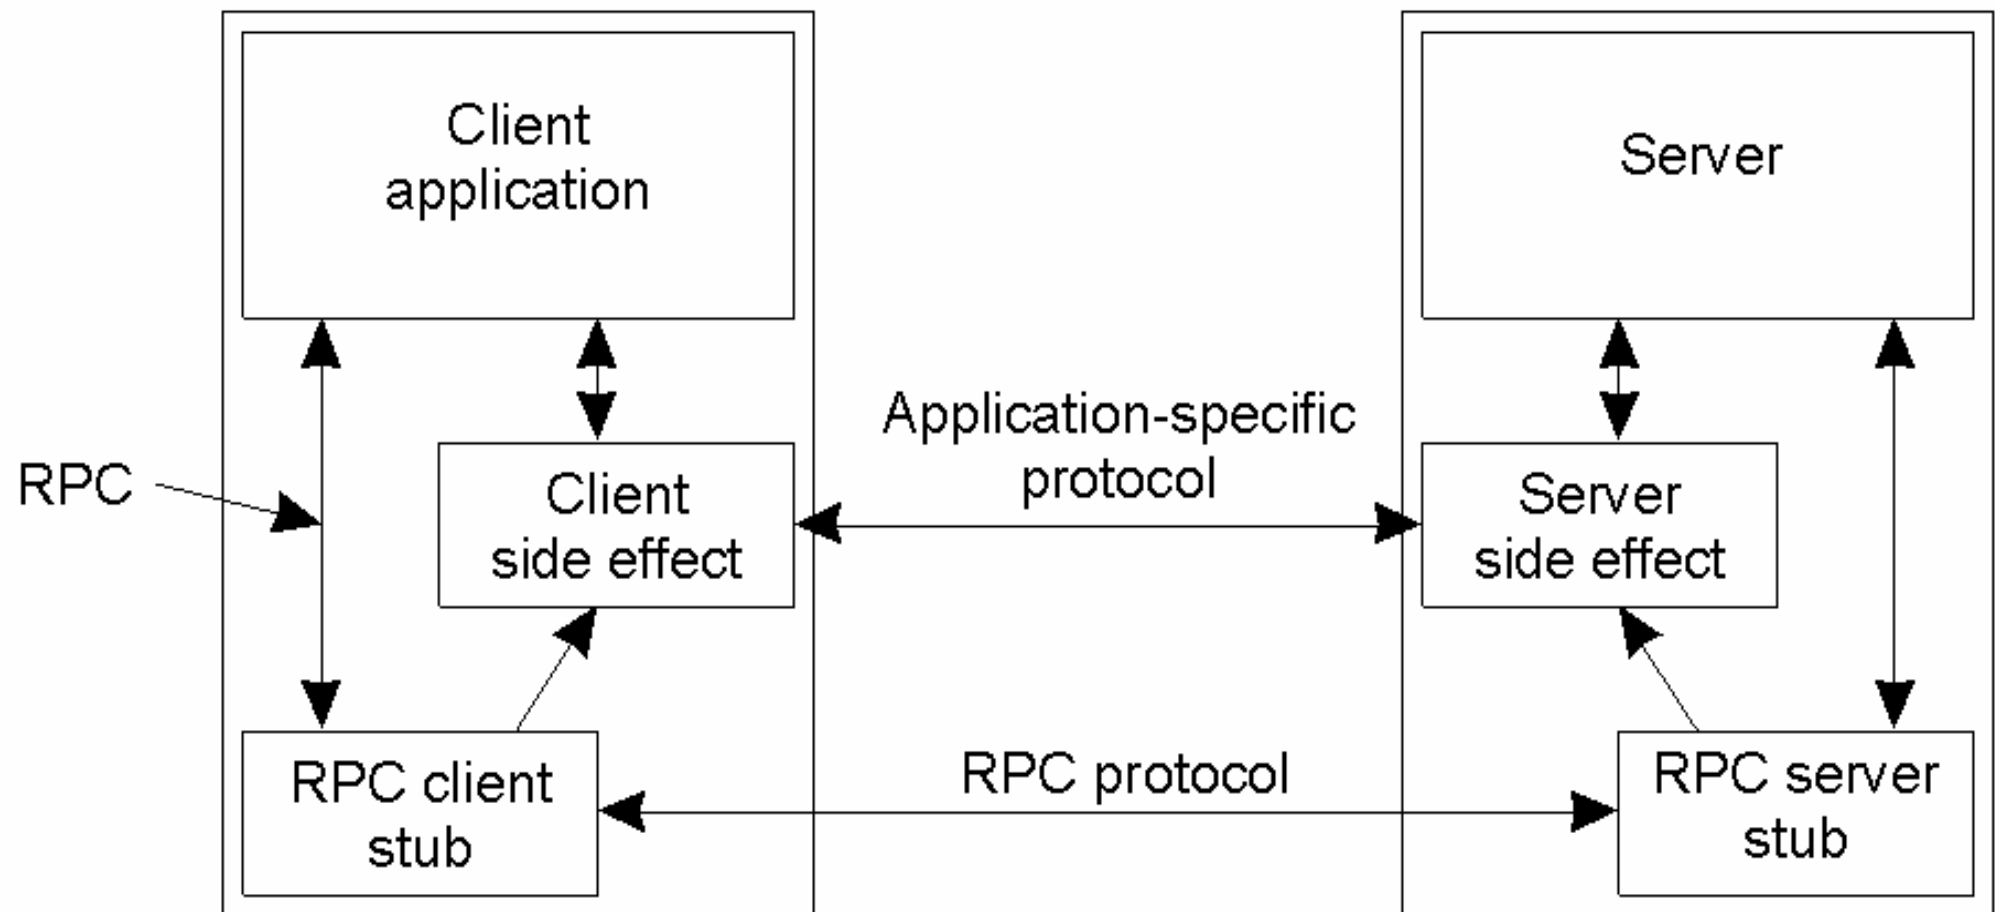 Client
application
Server
RPC
Client
side effect
Application-specific
protocol
Server
side effect
RPC client
stub
RPC protocol
RPC server
stub